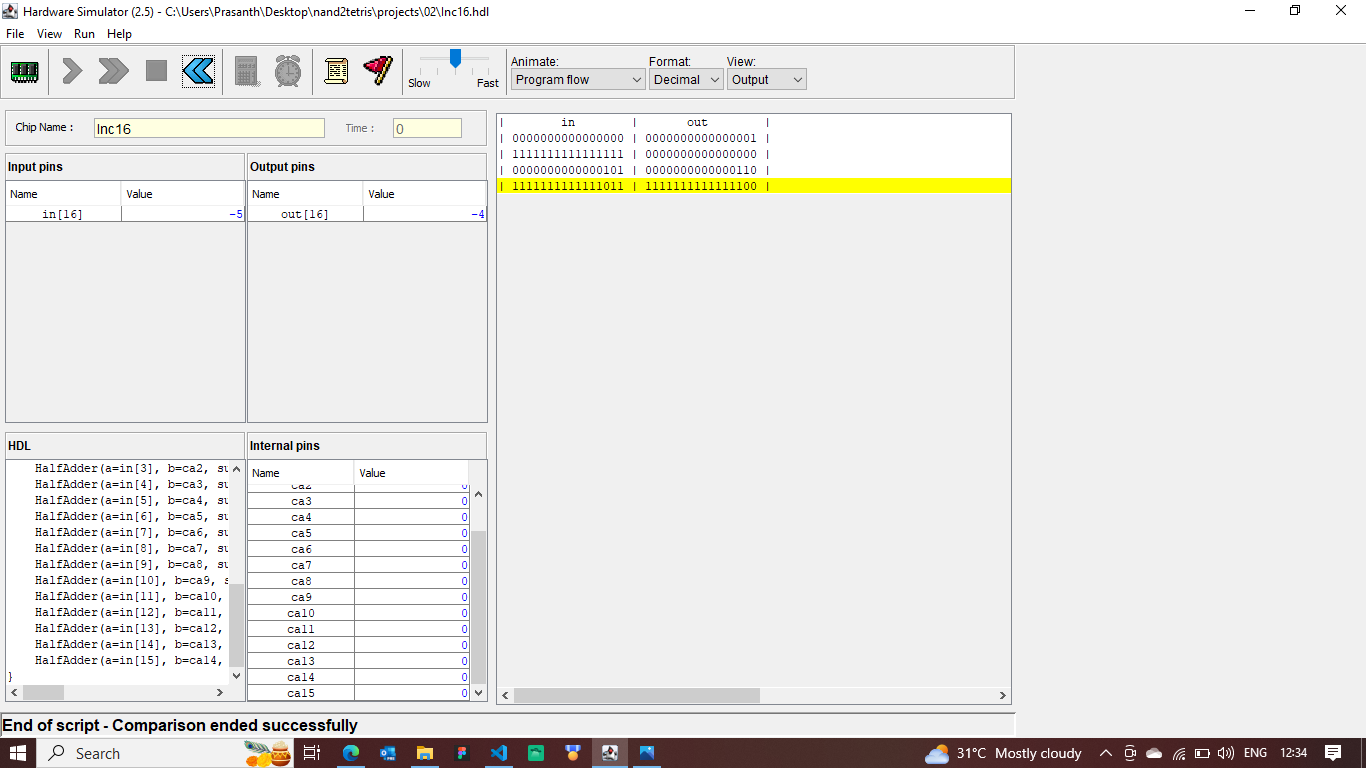 Hardware Simulator (2.5) - C:\Users\Prasanth\Desktop\nand2tetris\projects\02\Inc16.hdl
File View Run Help
Slow Fast
Animate: Format: View:
Program flow Decimal Output
Chip Name : Inc16 Time : 0
Input pins
Name Value
in[16] -5
Output pins
Name Value
out[16] -4
| in | out |
| 0000000000000000 | 0000000000000001 |
| 1111111111111111 | 0000000000000000 |
| 0000000000000101 | 0000000000000110 |
| 1111111111111011 | 1111111111111100 |
HDL
HalfAdder(a=in[3], b=ca2, su
HalfAdder(a=in[4], b=ca3, su
HalfAdder(a=in[5], b=ca4, su
HalfAdder(a=in[6], b=ca5, su
HalfAdder(a=in[7], b=ca6, su
HalfAdder(a=in[8], b=ca7, su
HalfAdder(a=in[9], b=ca8, su
HalfAdder(a=in[10], b=ca9, s
HalfAdder(a=in[11], b=ca10,
HalfAdder(a=in[12], b=ca11,
HalfAdder(a=in[13], b=ca12,
HalfAdder(a=in[14], b=ca13,
HalfAdder(a=in[15], b=ca14,
}
Internal pins
Name Value
ca2 0
ca3 0
ca4 0
ca5 0
ca6 0
ca7 0
ca8 0
ca9 0
ca10 0
ca11 0
ca12 0
ca13 0
ca14 0
ca15 0
End of script - Comparison ended successfully
Search 31°C Mostly cloudy ENG 12:34